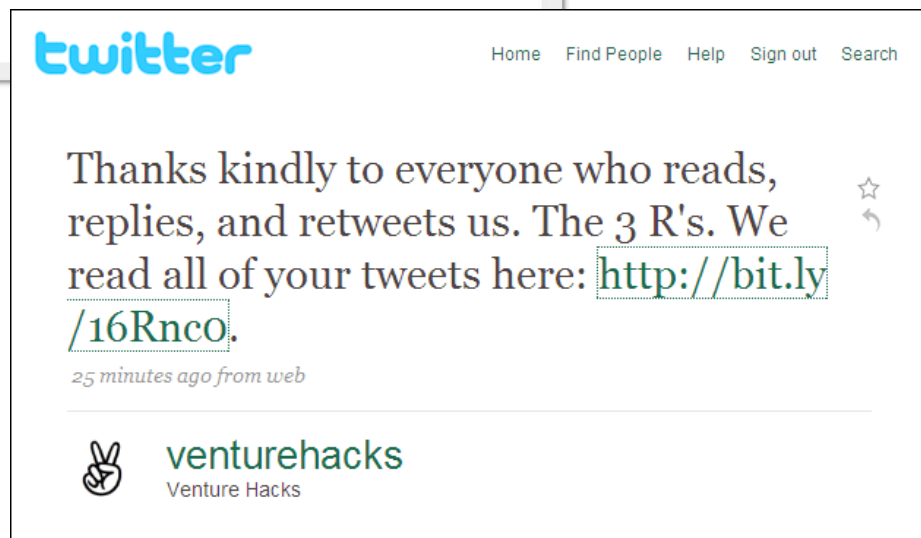 twitter
Home Find People Help Sign out Search
Thanks kindly to everyone who reads,
replies, and retweets us. The 3 R's. We
read all of your tweets here: http://bit.ly
/16Rnc0.
25 minutes ago from web
venturehacks
Venture Hacks